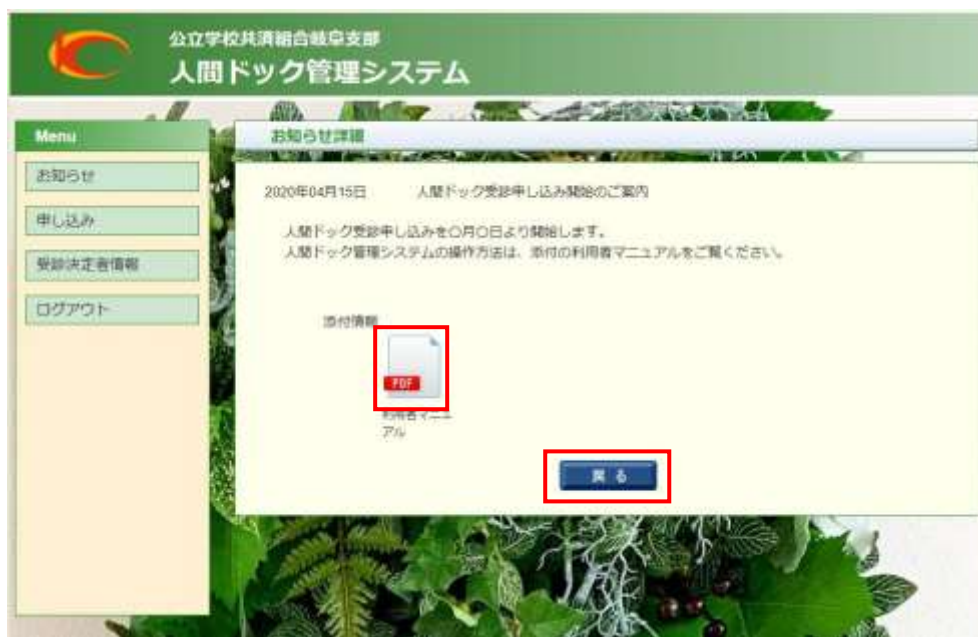 公立学校共済組合岐阜支部
人間ドック管理システム
Menu
お知らせ
申し込み
受診決定者情報
ログアウト
お知らせ詳細
2020年04月15日 人間ドック受診申し込み開始のご案内
人間ドック受診申し込みを〇月〇日より開始します。
人間ドック管理システムの操作方法は、添付の利用者マニュアルをご覧ください。
添付情報
PDF
利用者マニュ
アル
戻る